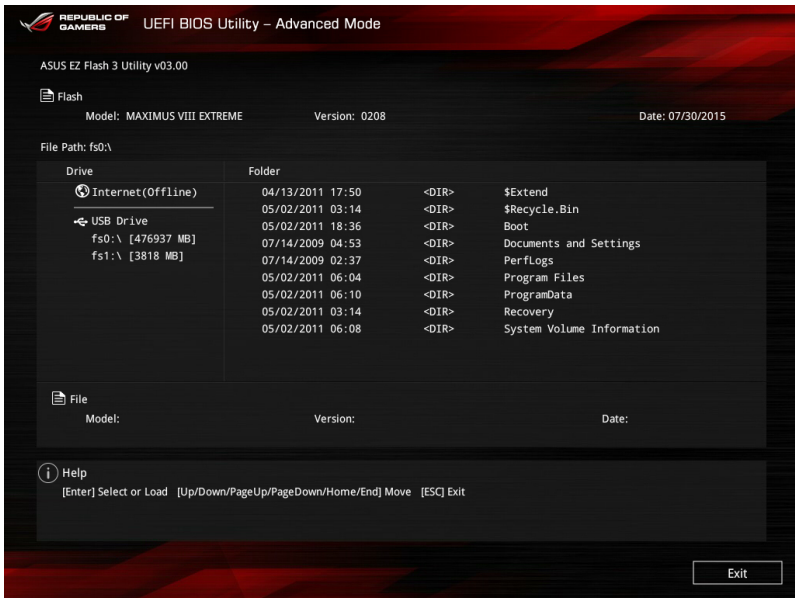 REPUBLIC OF
GAMERS
UEFI BIOS Utility – Advanced Mode
ASUS EZ Flash 3 Utility v03.00
Flash
Model: MAXIMUS VIII EXTREME Version: 0208 Date: 07/30/2015
File Path: fs0:\
Drive Folder
Internet(Offline)
USB Drive
fs0:\ [476937 MB]
fs1:\ [3818 MB]
04/13/2011 17:50 <DIR> $Extend
05/02/2011 03:14 <DIR> $Recycle.Bin
05/02/2011 18:36 <DIR> Boot
07/14/2009 04:53 <DIR> Documents and Settings
07/14/2009 02:37 <DIR> PerfLogs
05/02/2011 06:04 <DIR> Program Files
05/02/2011 06:10 <DIR> ProgramData
05/02/2011 03:14 <DIR> Recovery
05/02/2011 06:08 <DIR> System Volume Information
File
Model: Version: Date:
Help
[Enter] Select or Load [Up/Down/PageUp/PageDown/Home/End] Move [ESC] Exit
Exit